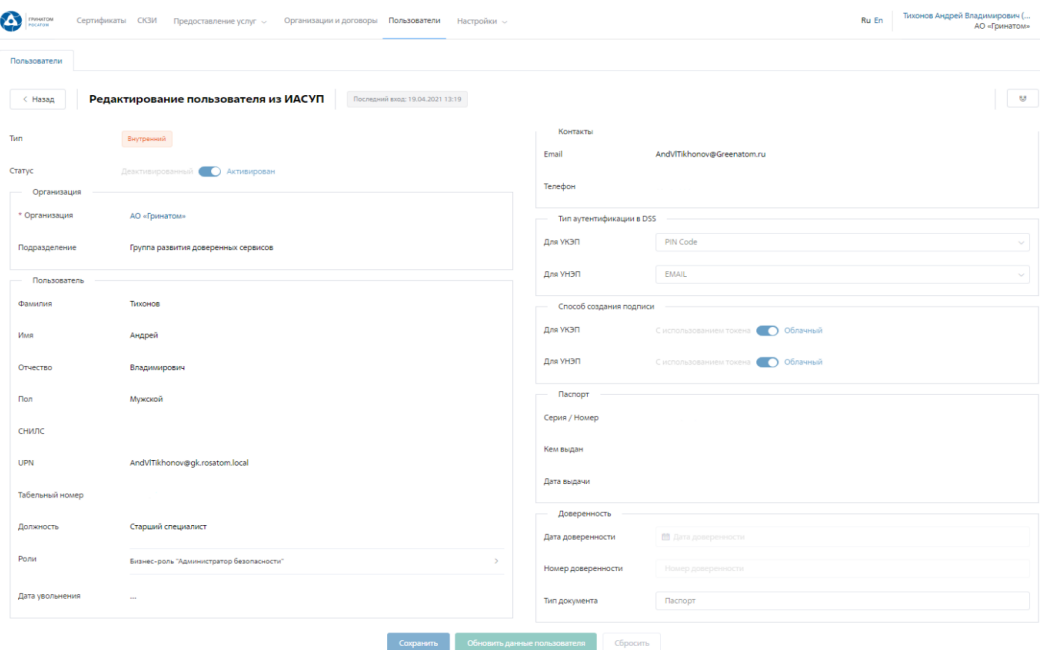 ГРИНАТОМ
РОСАТОМ
Сертификаты СКЗИ Предоставление услуг Организации и договоры Пользователи Настройки
Ru En
Тихонов Андрей Владимирович (...
АО «Гринатом»
Пользователи
< Назад
Редактирование пользователя из ИАСУП
Последний вход: 19.04.2021 13:19
Тип Внутренний
Статус Деактивированный Активирован
Организация
* Организация АО «Гринатом»
Подразделение Группа развития доверенных сервисов
Пользователь
Фамилия Тихонов
Имя Андрей
Отчество Владимирович
Пол Мужской
СНИЛС
UPN AndVlTikhonov@gk.rosatom.local
Табельный номер
Должность Старший специалист
Роли Бизнес-роль "Администратор безопасности"
Дата увольнения ...
Контакты
Email AndVlTikhonov@Greenatom.ru
Телефон
Тип аутентификации в DSS
Для УКЭП PIN Code
Для УНЭП EMAIL
Способ создания подписи
Для УКЭП С использованием токена Облачный
Для УНЭП С использованием токена Облачный
Паспорт
Серия / Номер
Кем выдан
Дата выдачи
Доверенность
Дата доверенности Дата доверенности
Номер доверенности Номер доверенности
Тип документа Паспорт
Сохранить Обновить данные пользователя Сбросить